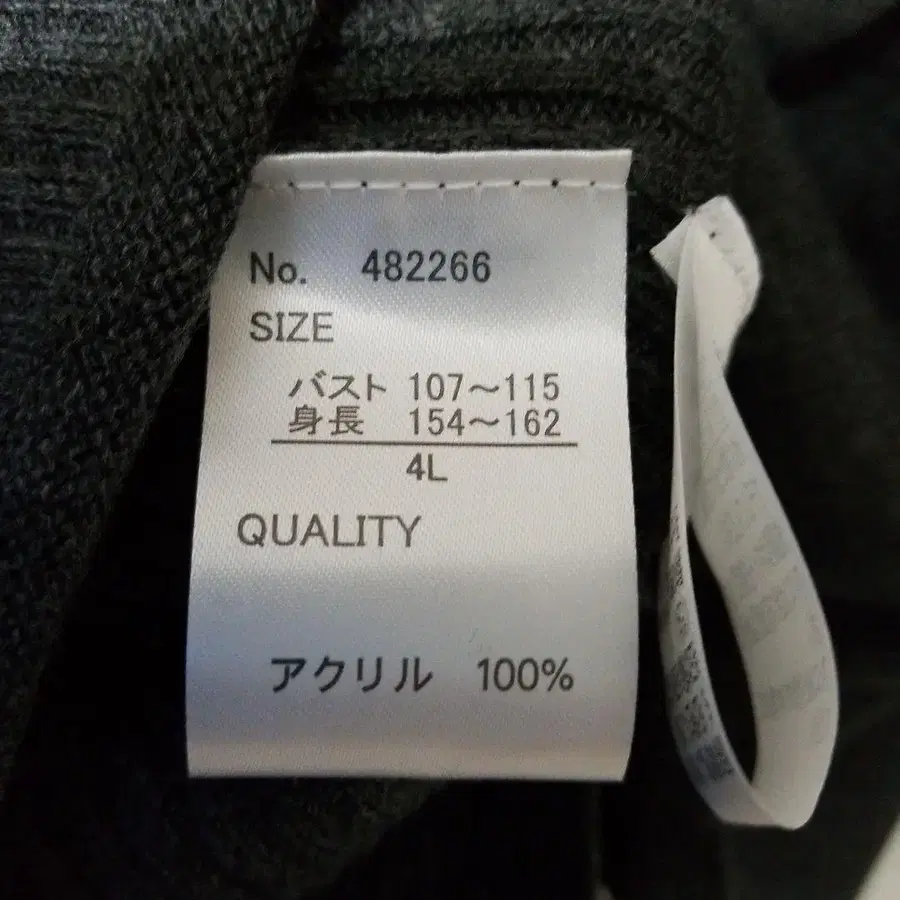 No. 482266
SIZE
バスト 107～115
身長 154～162
4L
QUALITY
アクリル 100%